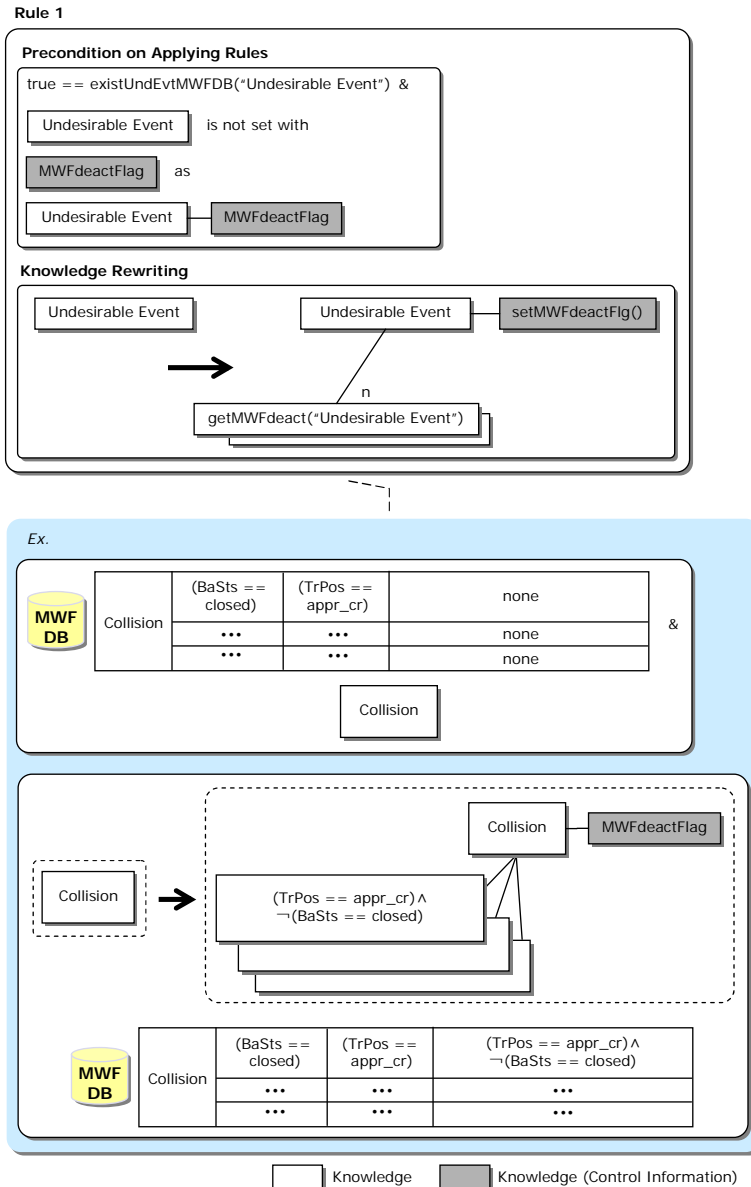 Rule 1
Precondition on Applying Rules
true == existUndEvtMWFDB("Undesirable Event") &
Undesirable Event is not set with
MWFdeactFlag as
Undesirable Event MWFdeactFlag
Knowledge Rewriting
Undesirable Event Undesirable Event setMWFdeactFlg()
n
getMWFdeact("Undesirable Event")
Ex.
MWF
DB
Collision
(BaSts ==
closed)
(TrPos ==
appr_cr)
none
••• ••• none
••• ••• none
&
Collision
Collision
Collision MWFdeactFlag
(TrPos == appr_cr)∧
¬(BaSts == closed)
MWF
DB
Collision
(BaSts ==
closed)
(TrPos ==
appr_cr)
(TrPos == appr_cr)∧
¬(BaSts == closed)
••• ••• •••
••• ••• •••
Knowledge Knowledge (Control Information)